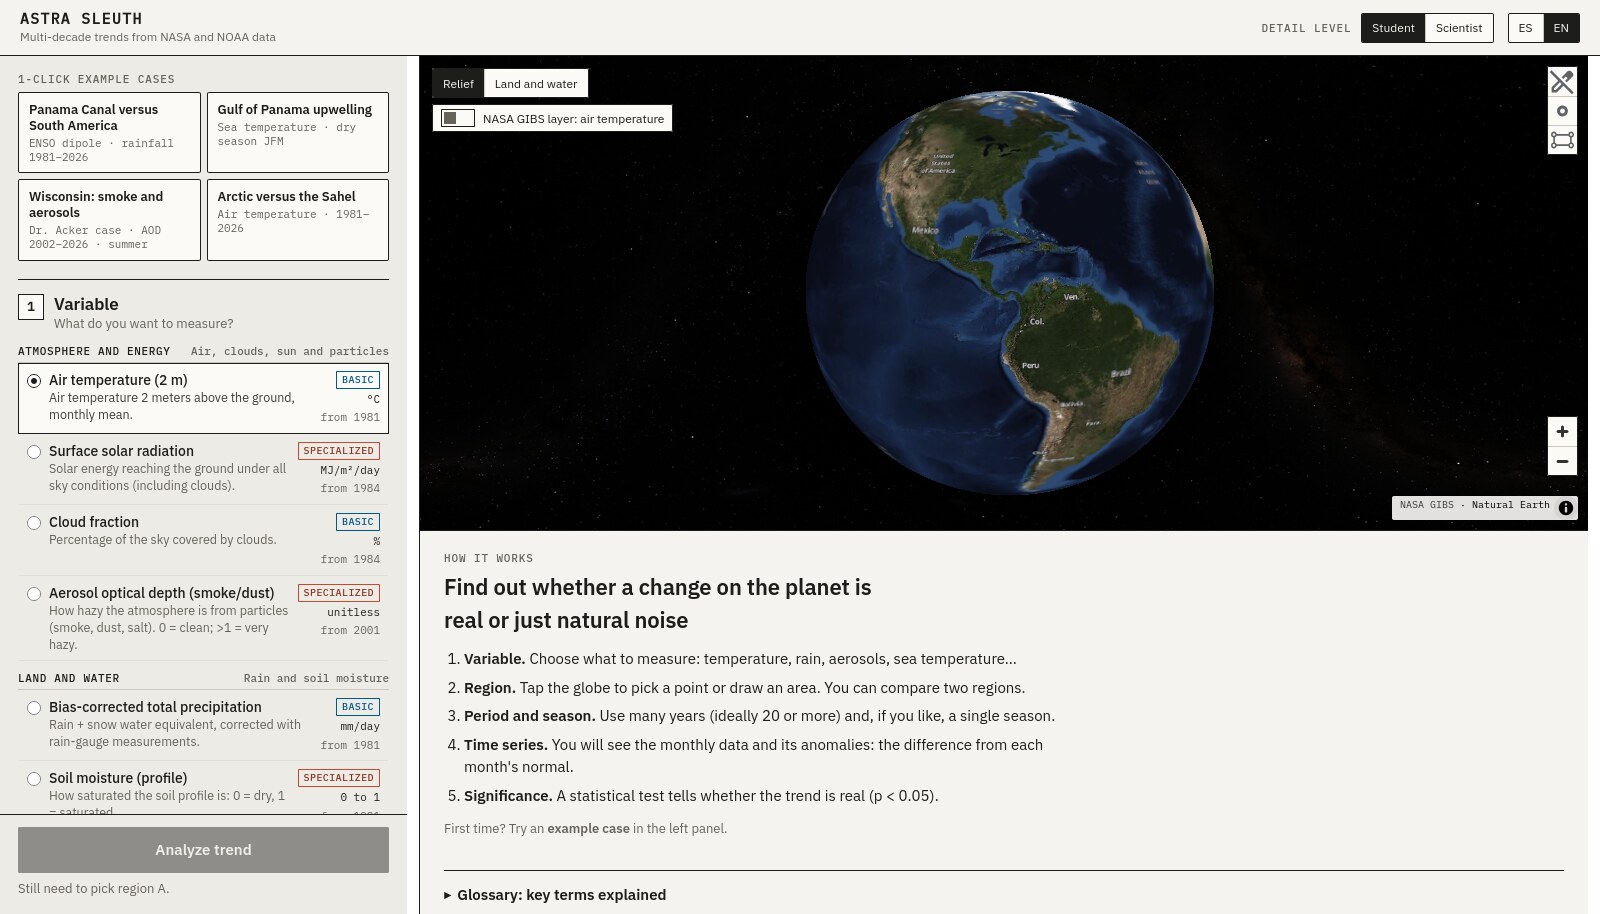 ASTRA SLEUTH
Multi-decade trends from NASA and NOAA data
DETAIL LEVEL
Student
Scientist
ES
EN
1-CLICK EXAMPLE CASES
Panama Canal versus
South America
ENSO dipole · rainfall
1981–2026
Gulf of Panama upwelling
Sea temperature · dry
season JFM
Wisconsin: smoke and
aerosols
Dr. Acker case · AOD
2002–2026 · summer
Arctic versus the Sahel
Air temperature · 1981–
2026
1
Variable
What do you want to measure?
ATMOSPHERE AND ENERGY
Air, clouds, sun and particles
Air temperature (2 m)
BASIC
Air temperature 2 meters above the ground,
monthly mean.
°C
from 1981
Surface solar radiation
SPECIALIZED
Solar energy reaching the ground under all
sky conditions (including clouds).
MJ/m²/day
from 1984
Cloud fraction
BASIC
Percentage of the sky covered by clouds.
%
from 1984
Aerosol optical depth (smoke/dust)
SPECIALIZED
How hazy the atmosphere is from particles
(smoke, dust, salt). 0 = clean; >1 = very
hazy.
unitless
from 2001
LAND AND WATER
Rain and soil moisture
Bias-corrected total precipitation
BASIC
Rain + snow water equivalent, corrected with
rain-gauge measurements.
mm/day
from 1981
Soil moisture (profile)
SPECIALIZED
How saturated the soil profile is: 0 = dry, 1
= saturated
0 to 1
from 1981
Analyze trend
Still need to pick region A.
Relief
Land and water
NASA GIBS layer: air temperature
United
States
of America
Mexico
Ven.
Col.
Peru
Brazil
Bolivia
Para.
NASA GIBS · Natural Earth
HOW IT WORKS
Find out whether a change on the planet is
real or just natural noise
1. Variable. Choose what to measure: temperature, rain, aerosols, sea temperature…
2. Region. Tap the globe to pick a point or draw an area. You can compare two regions.
3. Period and season. Use many years (ideally 20 or more) and, if you like, a single season.
4. Time series. You will see the monthly data and its anomalies: the difference from each
month's normal.
5. Significance. A statistical test tells whether the trend is real (p < 0.05).
First time? Try an example case in the left panel.
▸ Glossary: key terms explained